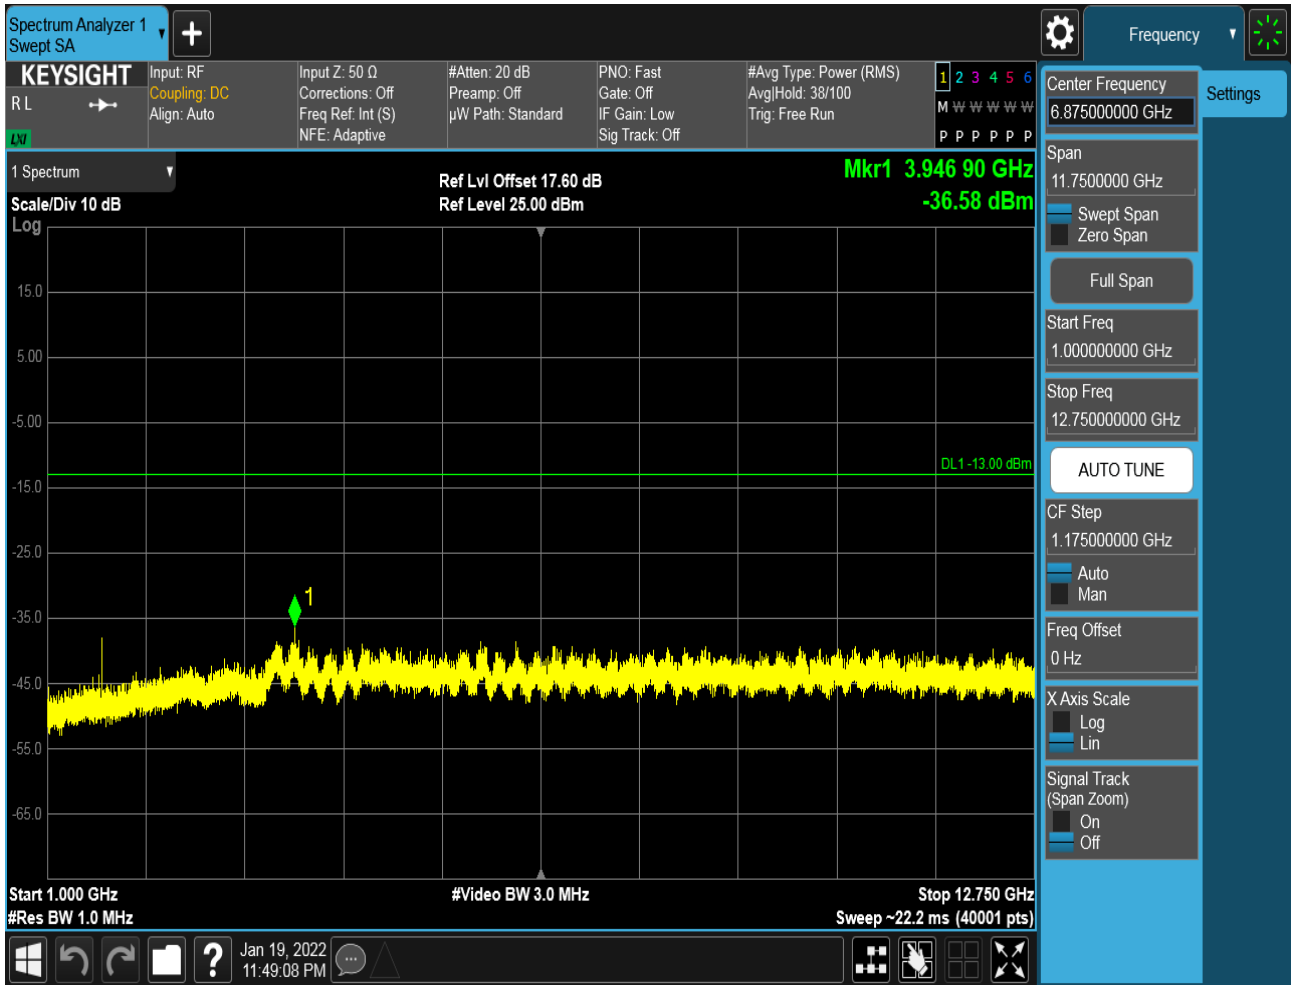 Spectrum Analyzer 1
Swept SA
Frequency
KEYSIGHT
R L
LXI
Input: RF
Coupling: DC
Align: Auto
Input Z: 50 Ω
Corrections: Off
Freq Ref: Int (S)
NFE: Adaptive
#Atten: 20 dB
Preamp: Off
µW Path: Standard
PNO: Fast
Gate: Off
IF Gain: Low
Sig Track: Off
#Avg Type: Power (RMS)
Avg|Hold: 38/100
Trig: Free Run
1 2 3 4 5 6
M W W W W W
P P P P P P
1 Spectrum
Scale/Div 10 dB
Log
Ref Lvl Offset 17.60 dB
Ref Level 25.00 dBm
Mkr1 3.946 90 GHz
-36.58 dBm
15.0
5.00
-5.00
-15.0
-25.0
-35.0
-45.0
-55.0
-65.0
DL1 -13.00 dBm
1
Start 1.000 GHz
#Res BW 1.0 MHz
#Video BW 3.0 MHz
Stop 12.750 GHz
Sweep ~22.2 ms (40001 pts)
Jan 19, 2022
11:49:08 PM
Center Frequency
6.875000000 GHz
Settings
Span
11.7500000 GHz
Swept Span
Zero Span
Full Span
Start Freq
1.000000000 GHz
Stop Freq
12.750000000 GHz
AUTO TUNE
CF Step
1.175000000 GHz
Auto
Man
Freq Offset
0 Hz
X Axis Scale
Log
Lin
Signal Track
(Span Zoom)
On
Off